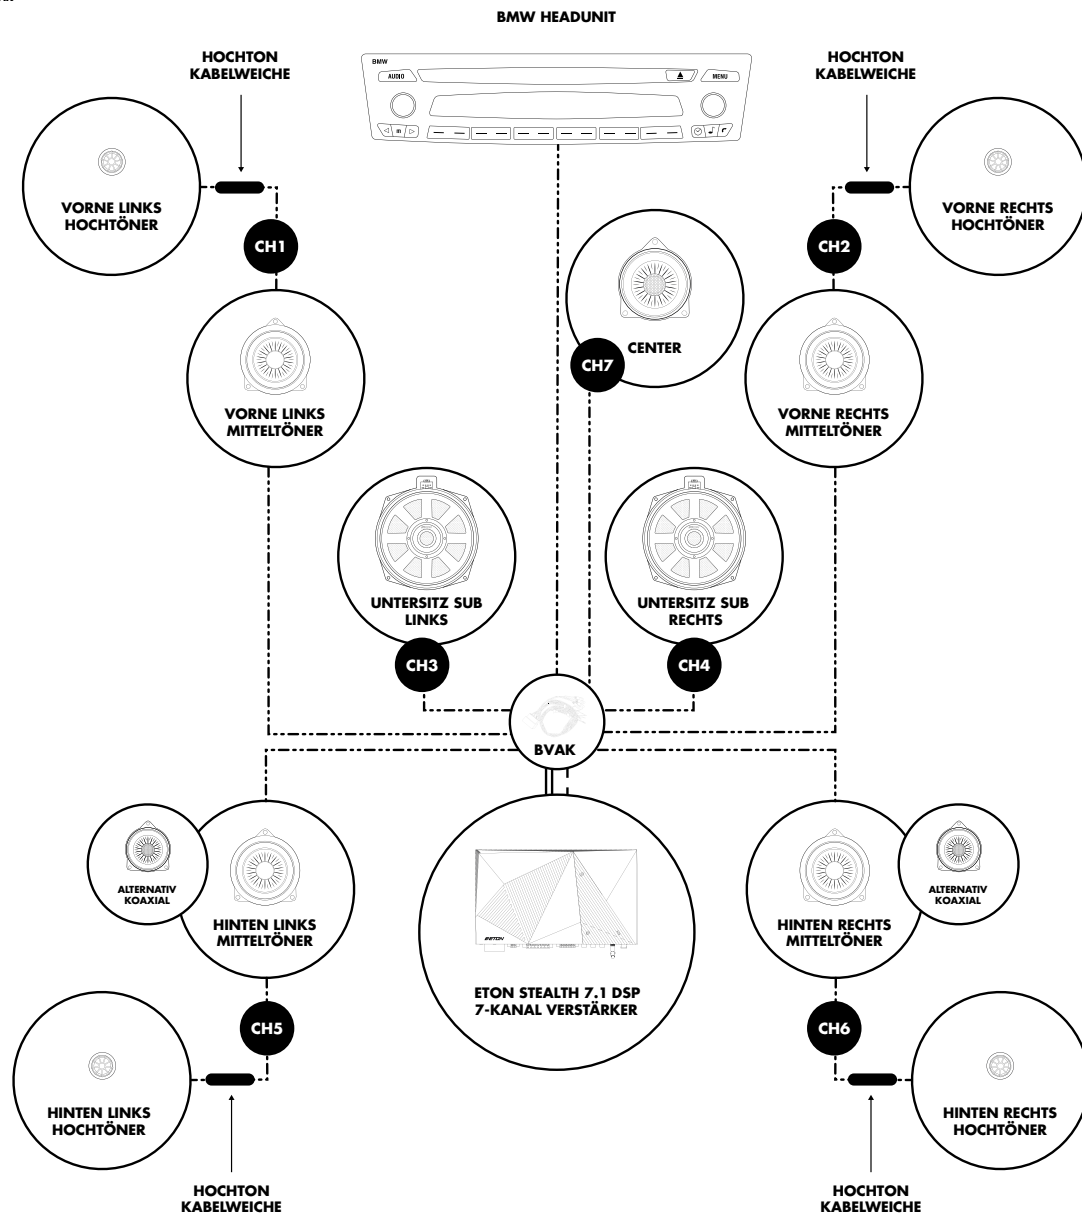 BMW HEADUNIT
HOCHTON
KABELWEICHE
HOCHTON
KABELWEICHE
BMW
AUDIO
MENU
m
VORNE LINKS
HOCHTÖNER
VORNE RECHTS
HOCHTÖNER
CH1
CH2
CENTER
CH7
VORNE LINKS
MITTELTÖNER
VORNE RECHTS
MITTELTÖNER
UNTERSITZ SUB
LINKS
UNTERSITZ SUB
RECHTS
CH3
CH4
BVAK
ALTERNATIV
KOAXIAL
HINTEN LINKS
MITTELTÖNER
HINTEN RECHTS
MITTELTÖNER
ALTERNATIV
KOAXIAL
ETON
ETON STEALTH 7.1 DSP
7-KANAL VERSTÄRKER
CH5
CH6
HINTEN LINKS
HOCHTÖNER
HINTEN RECHTS
HOCHTÖNER
HOCHTON
KABELWEICHE
HOCHTON
KABELWEICHE